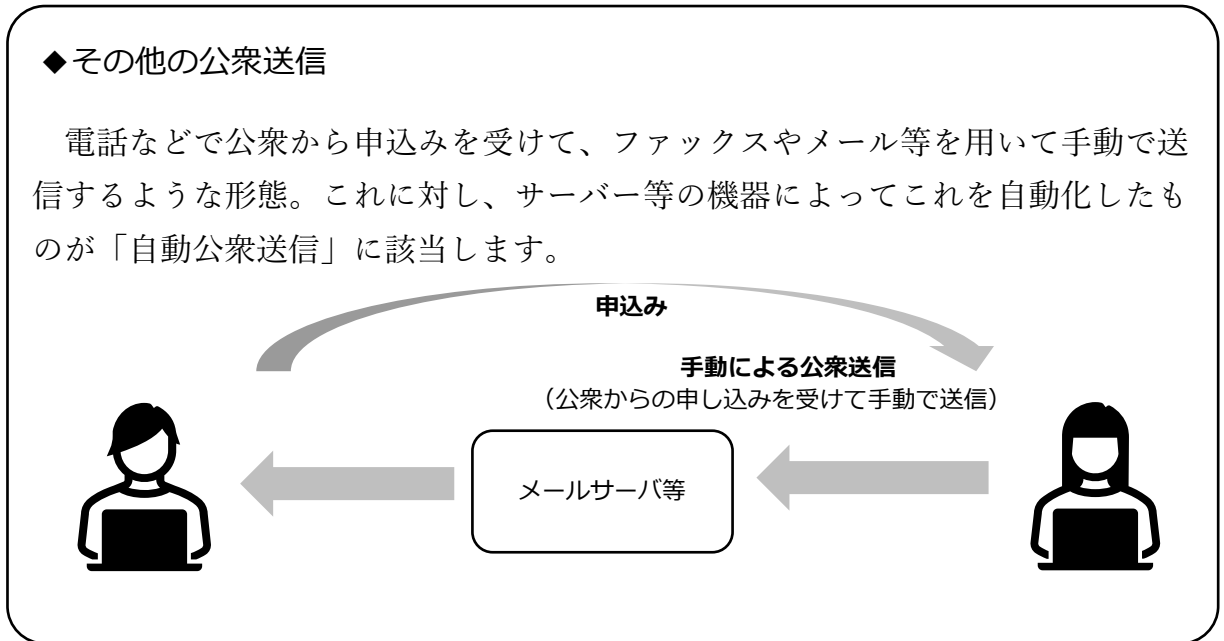 ◆その他の公衆送信
電話などで公衆から申込みを受けて、ファックスやメール等を用いて手動で送
信するような形態。これに対し、サーバー等の機器によってこれを自動化したも
のが「自動公衆送信」に該当します。
申込み
手動による公衆送信
（公衆からの申し込みを受けて手動で送信）
メールサーバ等